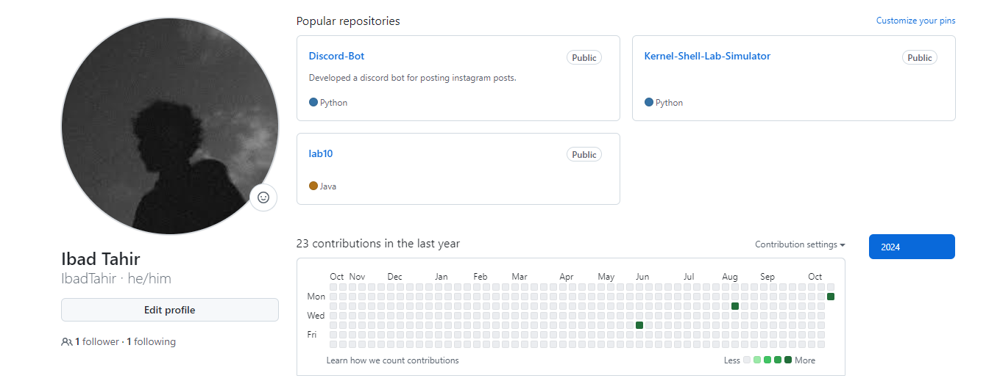 Popular repositories
Customize your pins
Discord-Bot
Public
Developed a discord bot for posting instagram posts.
Python
Kernel-Shell-Lab-Simulator
Public
Python
lab10
Public
Java
Ibad Tahir
IbadTahir · he/him
Edit profile
1 follower · 1 following
23 contributions in the last year
Contribution settings
2024
Oct Nov Dec Jan Feb Mar Apr May Jun Jul Aug Sep Oct
Mon
Wed
Fri
Learn how we count contributions
Less More